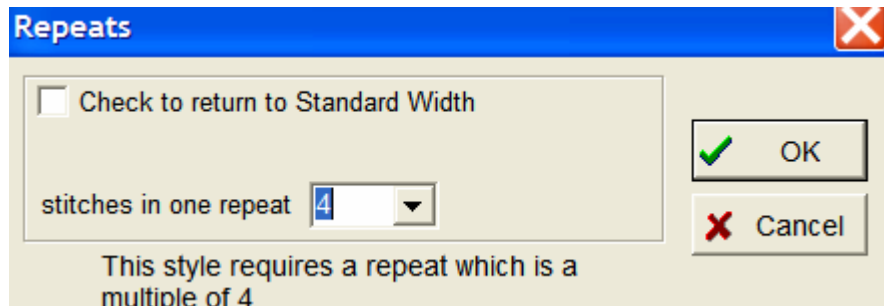 Repeats
Check to return to Standard Width
OK
stitches in one repeat 4
Cancel
This style requires a repeat which is a
multiple of 4